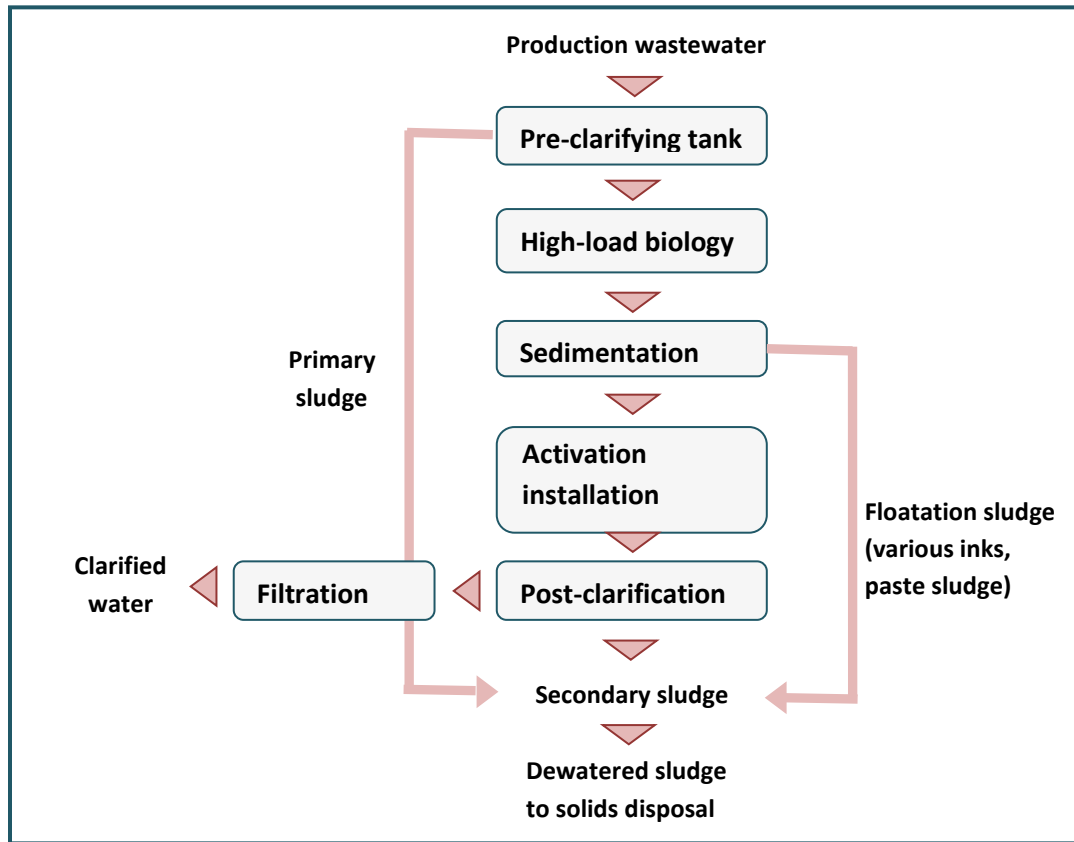 Production wastewater
Pre-clarifying tank
High-load biology
Sedimentation
Primary
sludge
Activation
installation
Floatation sludge
(various inks,
paste sludge)
Clarified
water
Filtration
Post-clarification
Secondary sludge
Dewatered sludge
to solids disposal